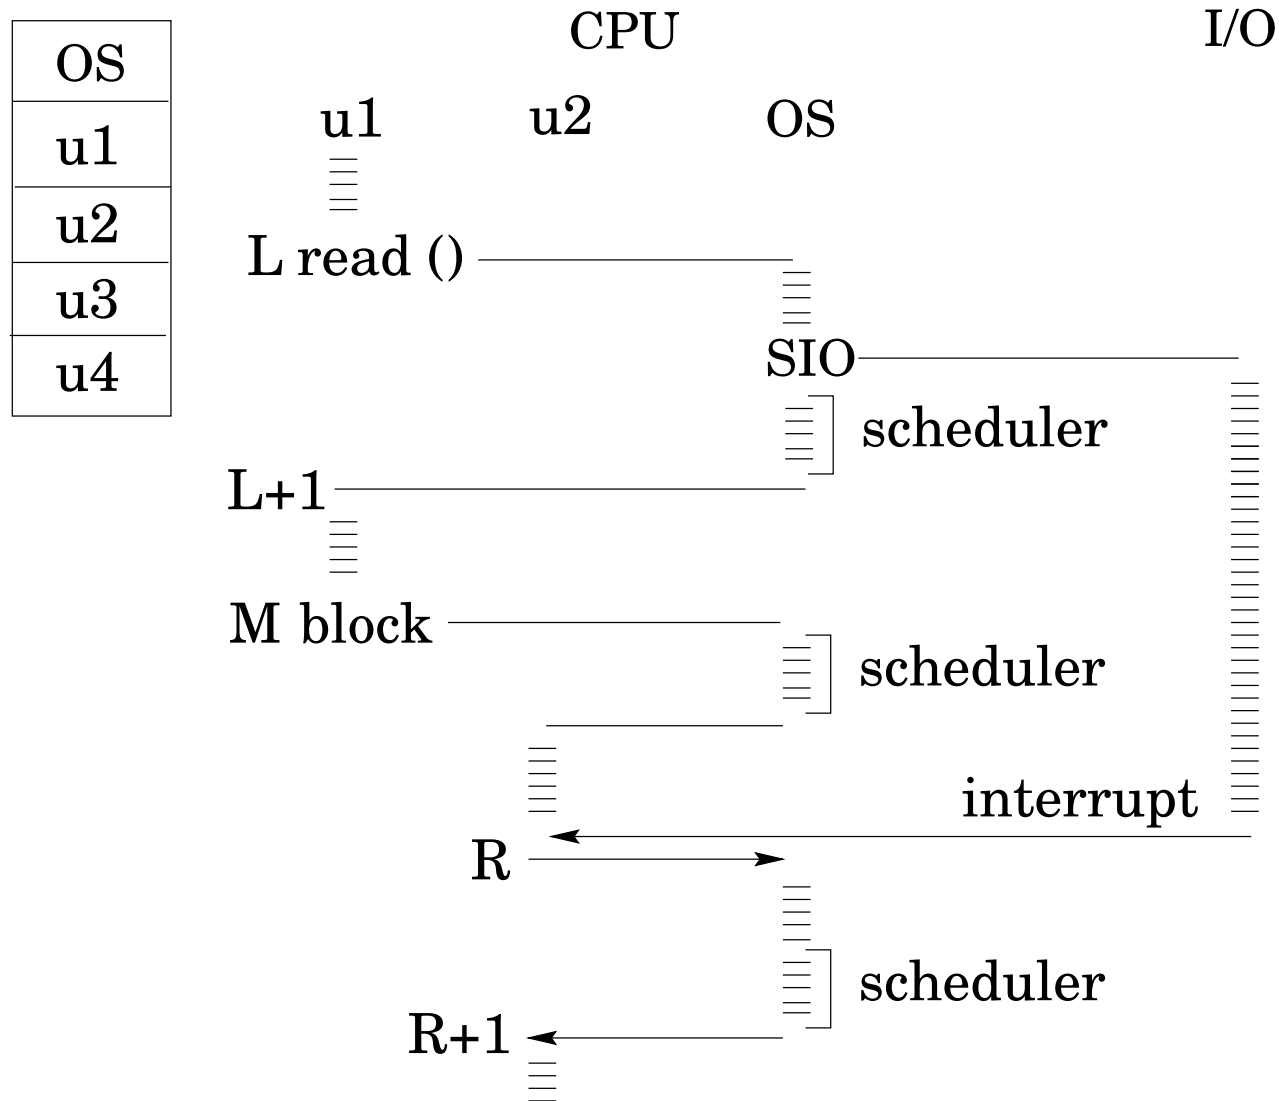 CPU
I/O
OS
u1
u2
u3
u4
u1
u2
OS
L read ()
SIO
scheduler
L+1
M block
scheduler
interrupt
R
scheduler
R+1